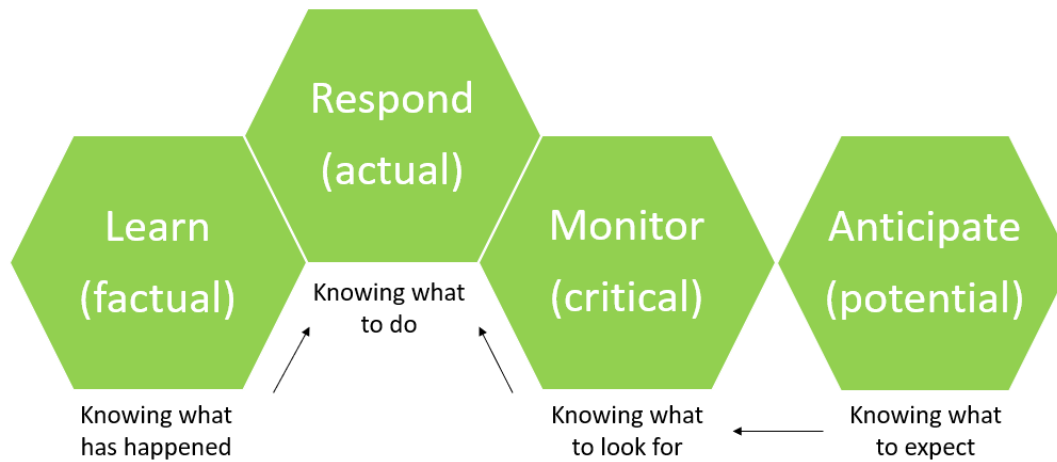 Learn
(factual)
Knowing what
has happened
Respond
(actual)
Knowing what
to do
Monitor
(critical)
Knowing what
to look for
Anticipate
(potential)
Knowing what
to expect